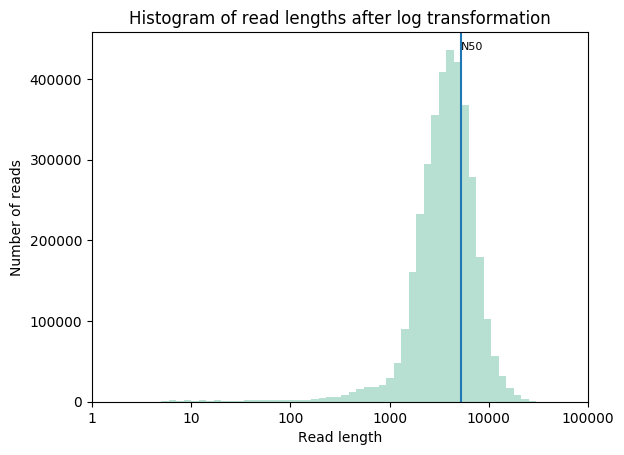 Histogram of read lengths after log transformation
N50
400000
300000
200000
100000
0
Number of reads
1 10 100 1000 10000 100000
Read length